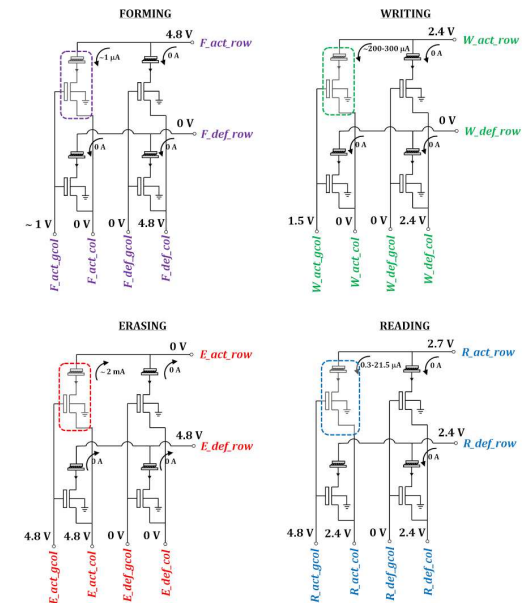 FORMING
4.8 V
F_act_row
~1 μA
0 A
0 V
F_def_row
0 A
0 A
~ 1 V
0 V
0 V
4.8 V
F_act_gcol
F_act_col
F_def_gcol
F_def_col
WRITING
2.4 V
W_act_row
~200-300 μA
0 A
0 V
W_def_row
0 A
0 A
1.5 V
0 V
0 V
2.4 V
W_act_gcol
W_act_col
W_def_gcol
W_def_col
ERASING
0 V
E_act_row
~ 2 mA
0 A
4.8 V
E_def_row
0 A
0 A
4.8 V
4.8 V
0 V
0 V
E_act_gcol
E_act_col
E_def_gcol
E_def_col
READING
2.7 V
R_act_row
0.3-21.5 μA
0 A
2.4 V
R_def_row
0 A
4.8 V
2.4 V
0 V
2.4 V
R_act_gcol
R_act_col
R_def_gcol
R_def_col